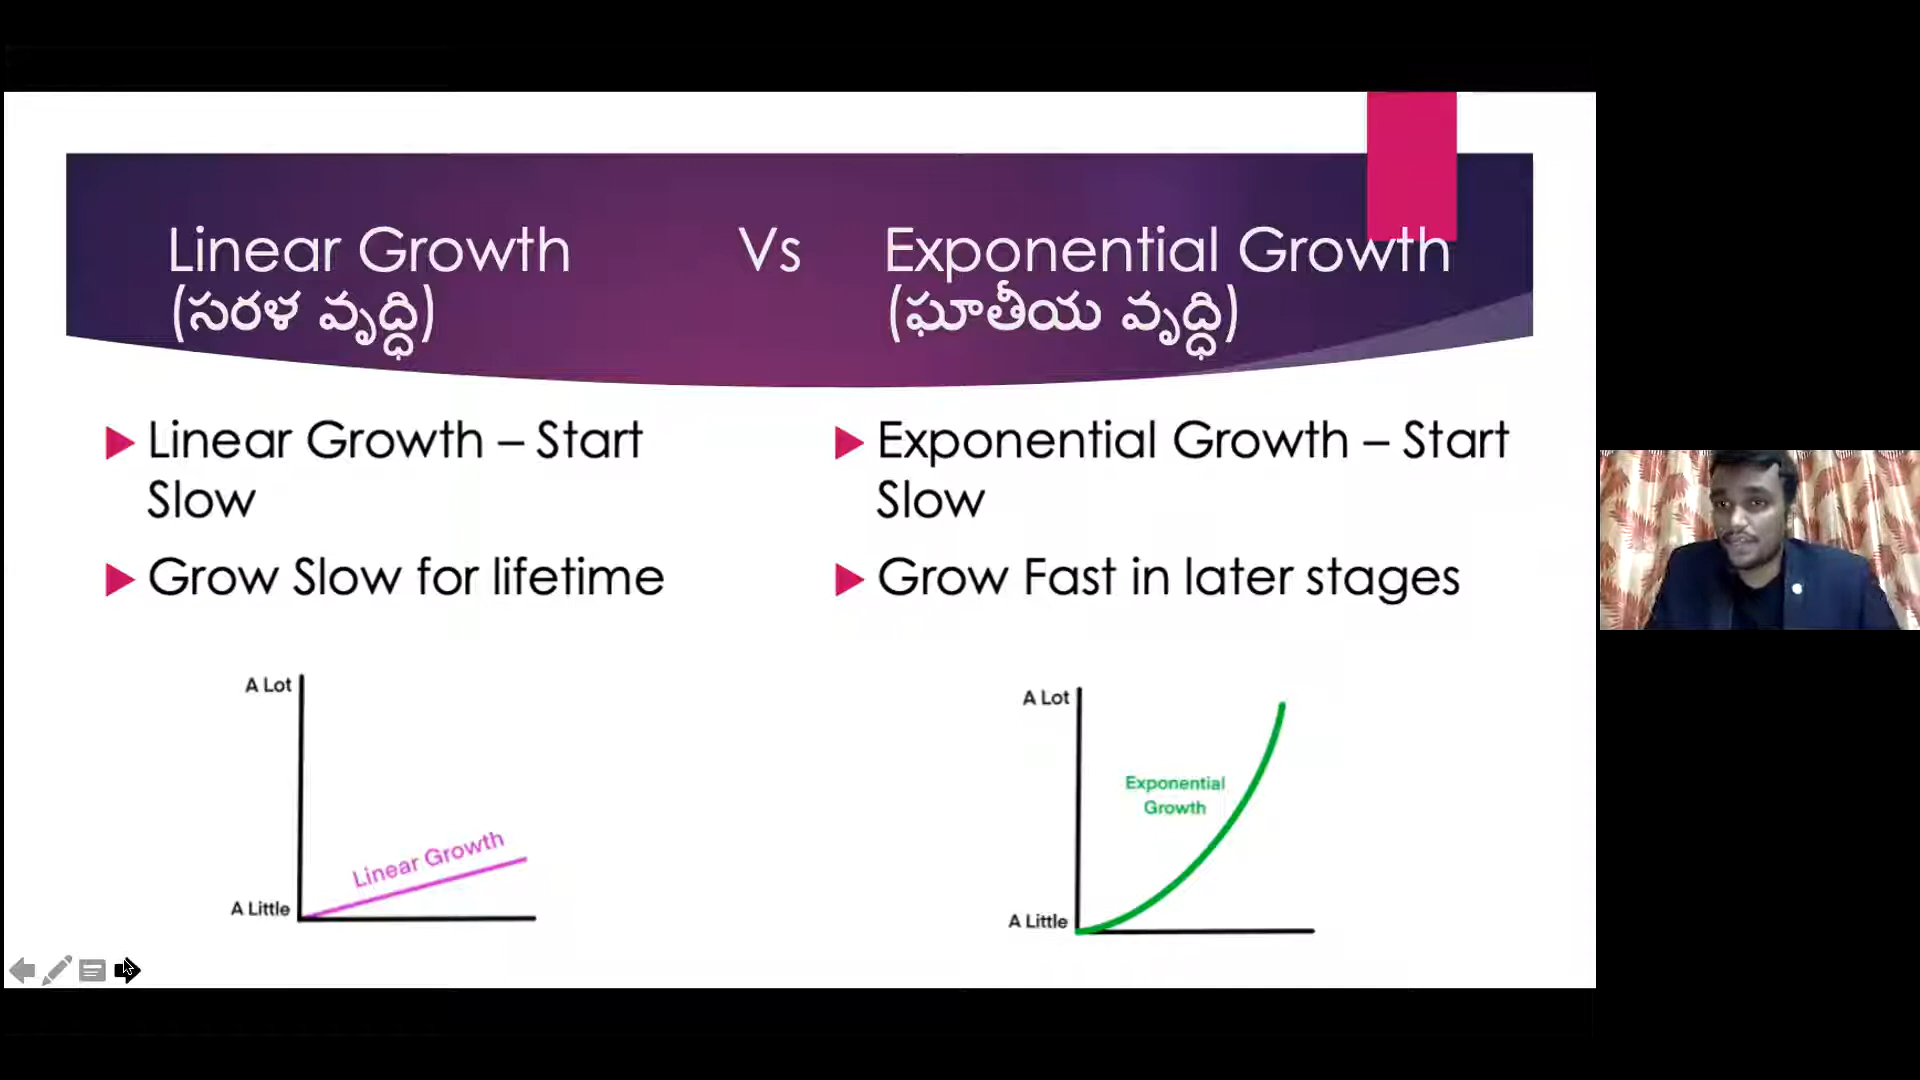 Linear Growth Vs Exponential Growth
(సరళ వృద్ధి) (ఘాతీయ వృద్ధి)
Linear Growth – Start
Slow
Grow Slow for lifetime
Exponential Growth – Start
Slow
Grow Fast in later stages
A Lot
Linear Growth
A Little
A Lot
Exponential
Growth
A Little